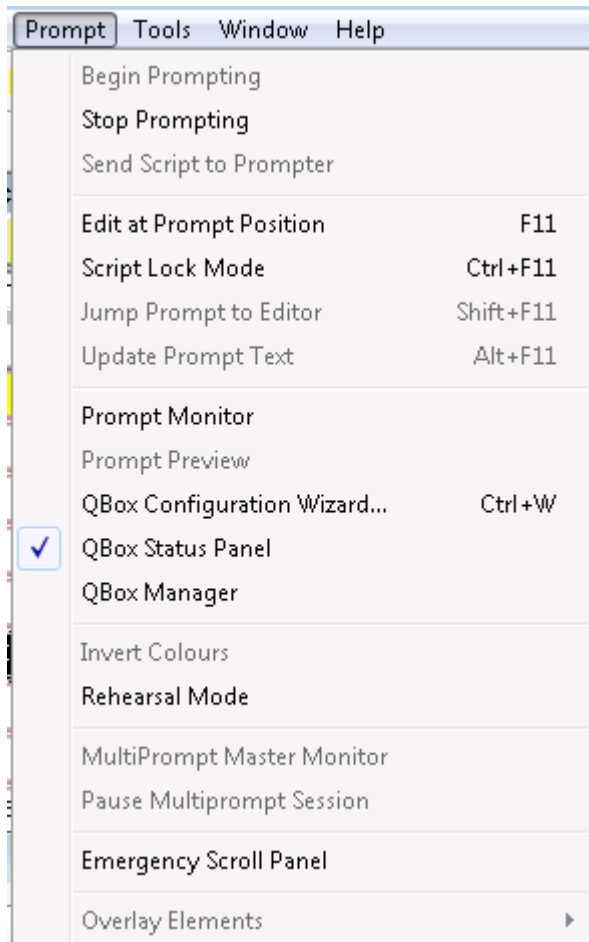 Prompt Tools Window Help
Begin Prompting
Stop Prompting
Send Script to Prompter
Edit at Prompt Position F11
Script Lock Mode Ctrl+F11
Jump Prompt to Editor Shift+F11
Update Prompt Text Alt+F11
Prompt Monitor
Prompt Preview
QBox Configuration Wizard... Ctrl+W
QBox Status Panel
QBox Manager
Invert Colours
Rehearsal Mode
MultiPrompt Master Monitor
Pause Multiprompt Session
Emergency Scroll Panel
Overlay Elements